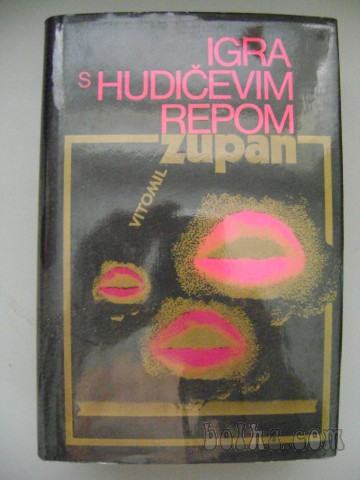 IGRA
S HUDIČEVIM
REPOM
zupan
VITOMIL
bolha.com